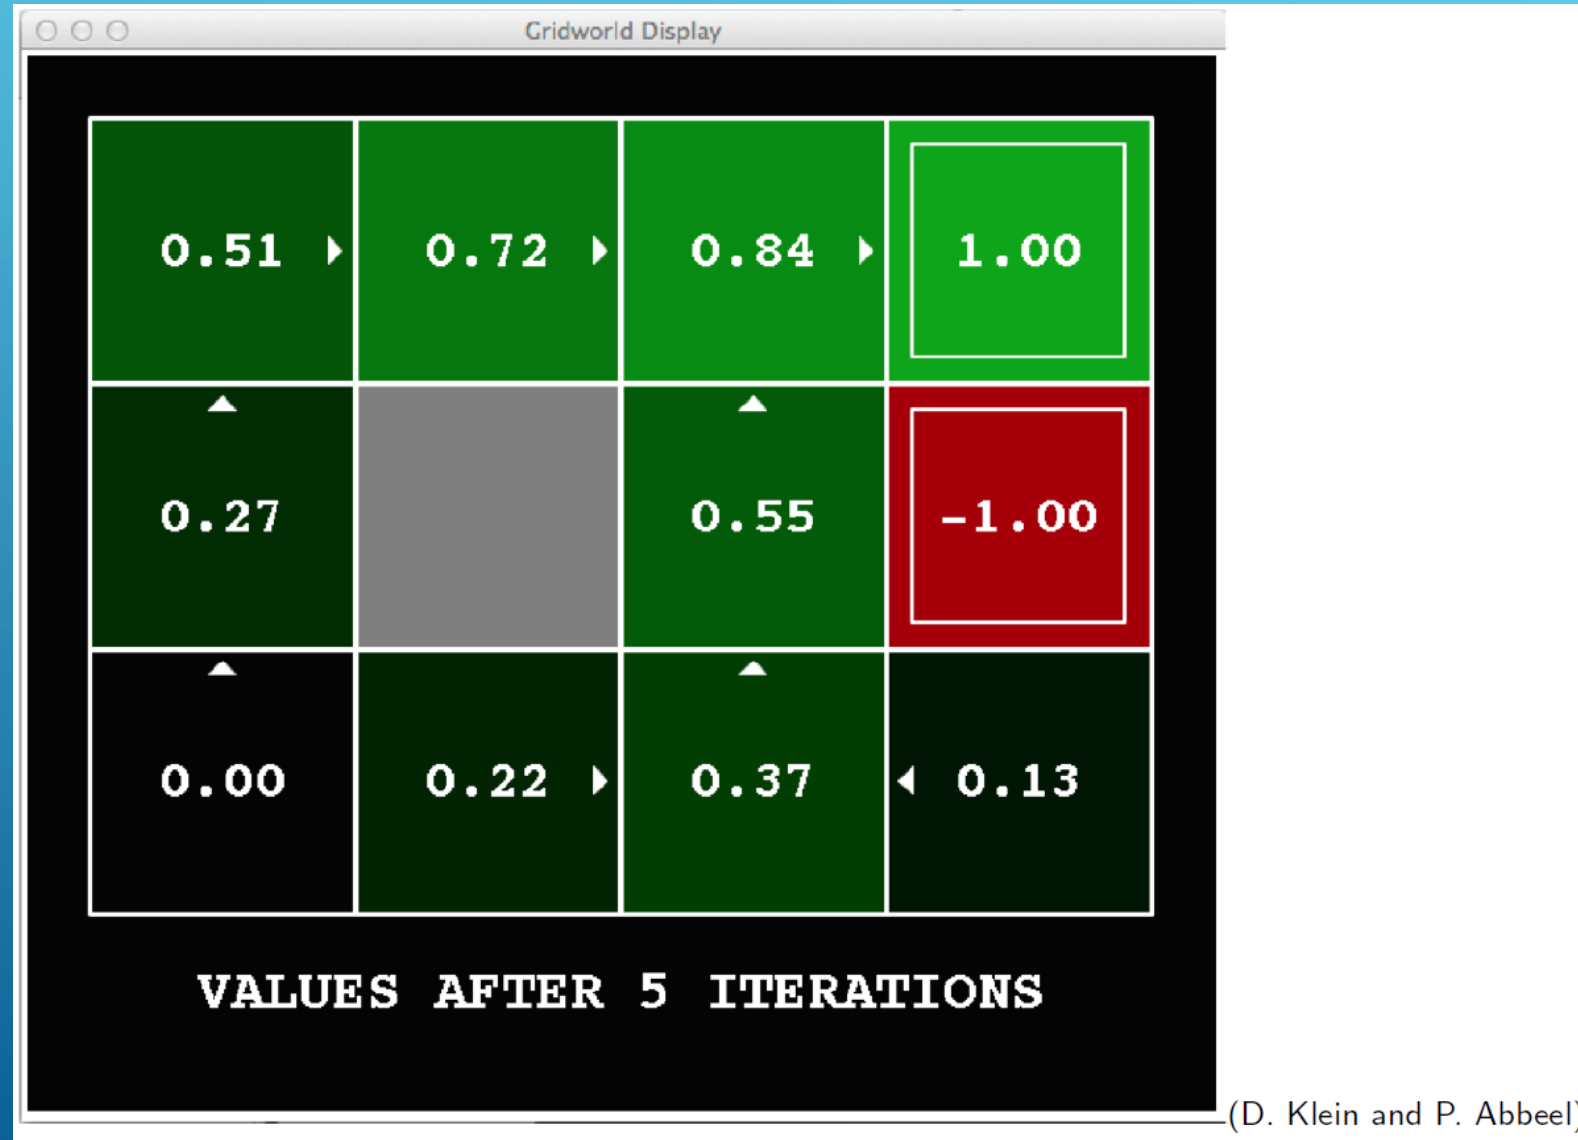 Gridworld Display
0.51 0.72 0.84 1.00
0.27 0.55 -1.00
0.00 0.22 0.37 0.13
VALUES AFTER 5 ITERATIONS
(D. Klein and P. Abbeel)